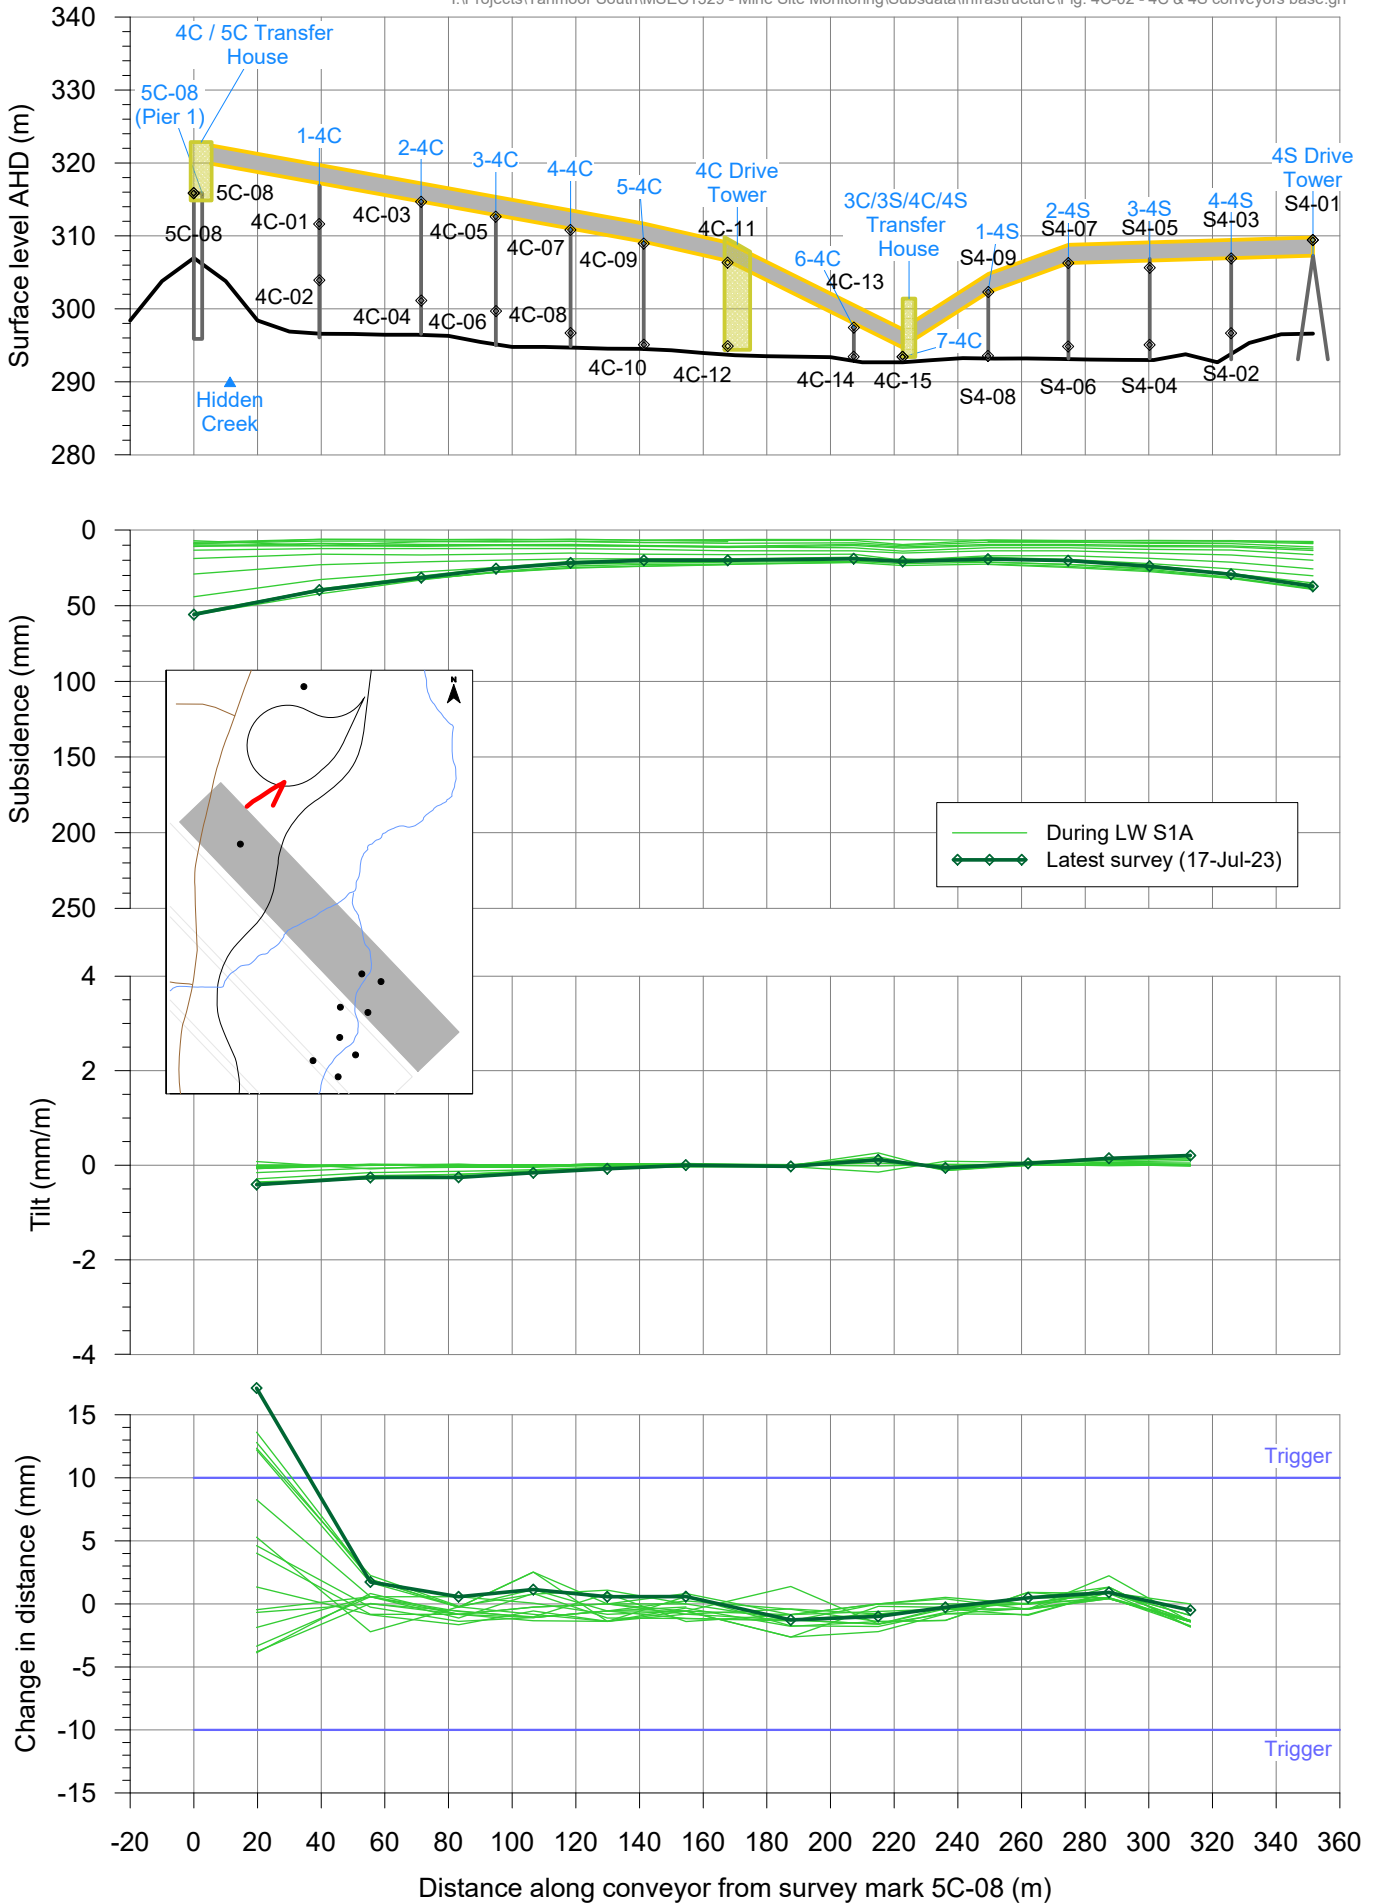 340
330
320
310
300
290
280
Surface level AHD (m)
4C / 5C Transfer
House
5C-08
(Pier 1)
1-4C
2-4C
3-4C
4-4C
5-4C
4C Drive
Tower
6-4C
3C/3S/4C/4S
Transfer
House
7-4C
1-4S
2-4S
3-4S
4-4S
4S Drive
Tower
5C-08
5C-08
4C-01
4C-02
4C-03
4C-04
4C-05
4C-06
4C-07
4C-08
4C-09
4C-10
4C-11
4C-12
4C-13
4C-14
4C-15
S4-09
S4-08
S4-07
S4-06
S4-05
S4-04
S4-03
S4-02
S4-01
Hidden
Creek
0
50
100
150
200
250
Subsidence (mm)
N
During LW S1A
Latest survey (17-Jul-23)
4
2
0
-2
-4
Tilt (mm/m)
15
10
5
0
-5
-10
-15
Change in distance (mm)
Trigger
Trigger
-20 0 20 40 60 80 100 120 140 160 180 200 220 240 260 280 300 320 340 360
Distance along conveyor from survey mark 5C-08 (m)